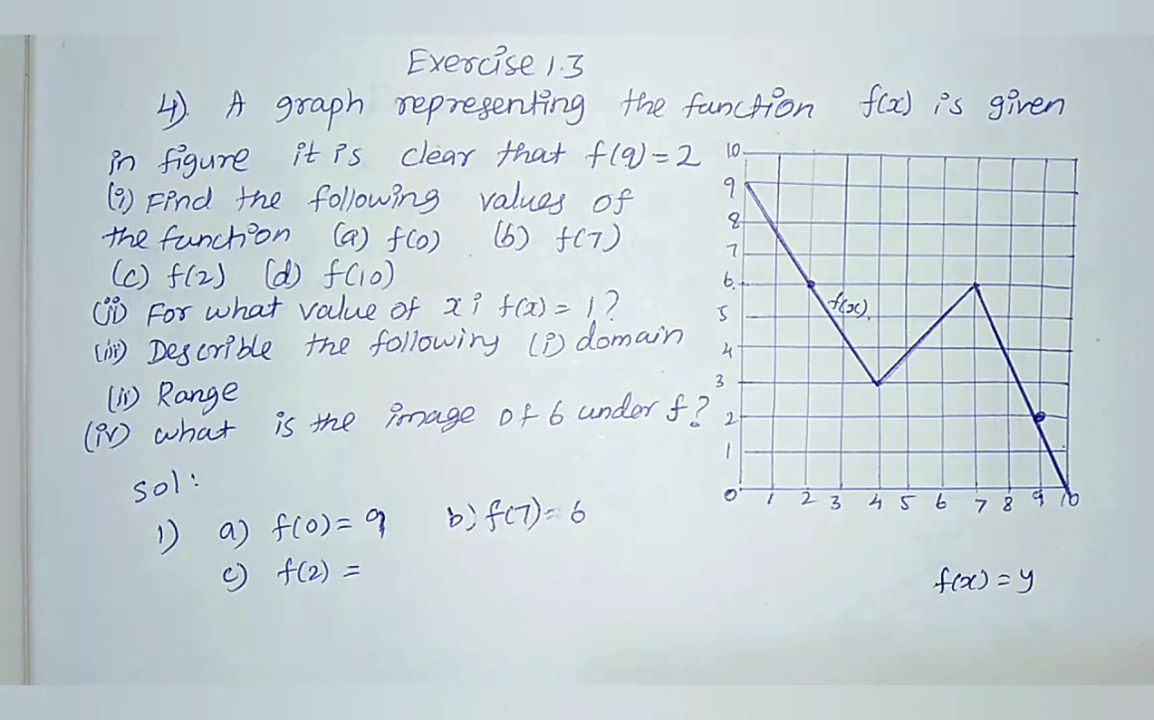 Exercise 1.3
4). A graph representing the function f(x) is given
in figure it is clear that f(9) = 2
(i) Find the following values of
the function (a) f(0) (b) f(7)
(c) f(2) (d) f(10)
(ii) For what value of x ; f(x) = 1 ?
(iii) Describle the following (i) domain
(ii) Range
(iv) what is the image of 6 under f?
sol:
1) a) f(0) = 9 b) f(7) = 6
c) f(2) =
10
9
8
7
6
5
4
3
2
1
0 1 2 3 4 5 6 7 8 9 10
f(x).
f(x) = y